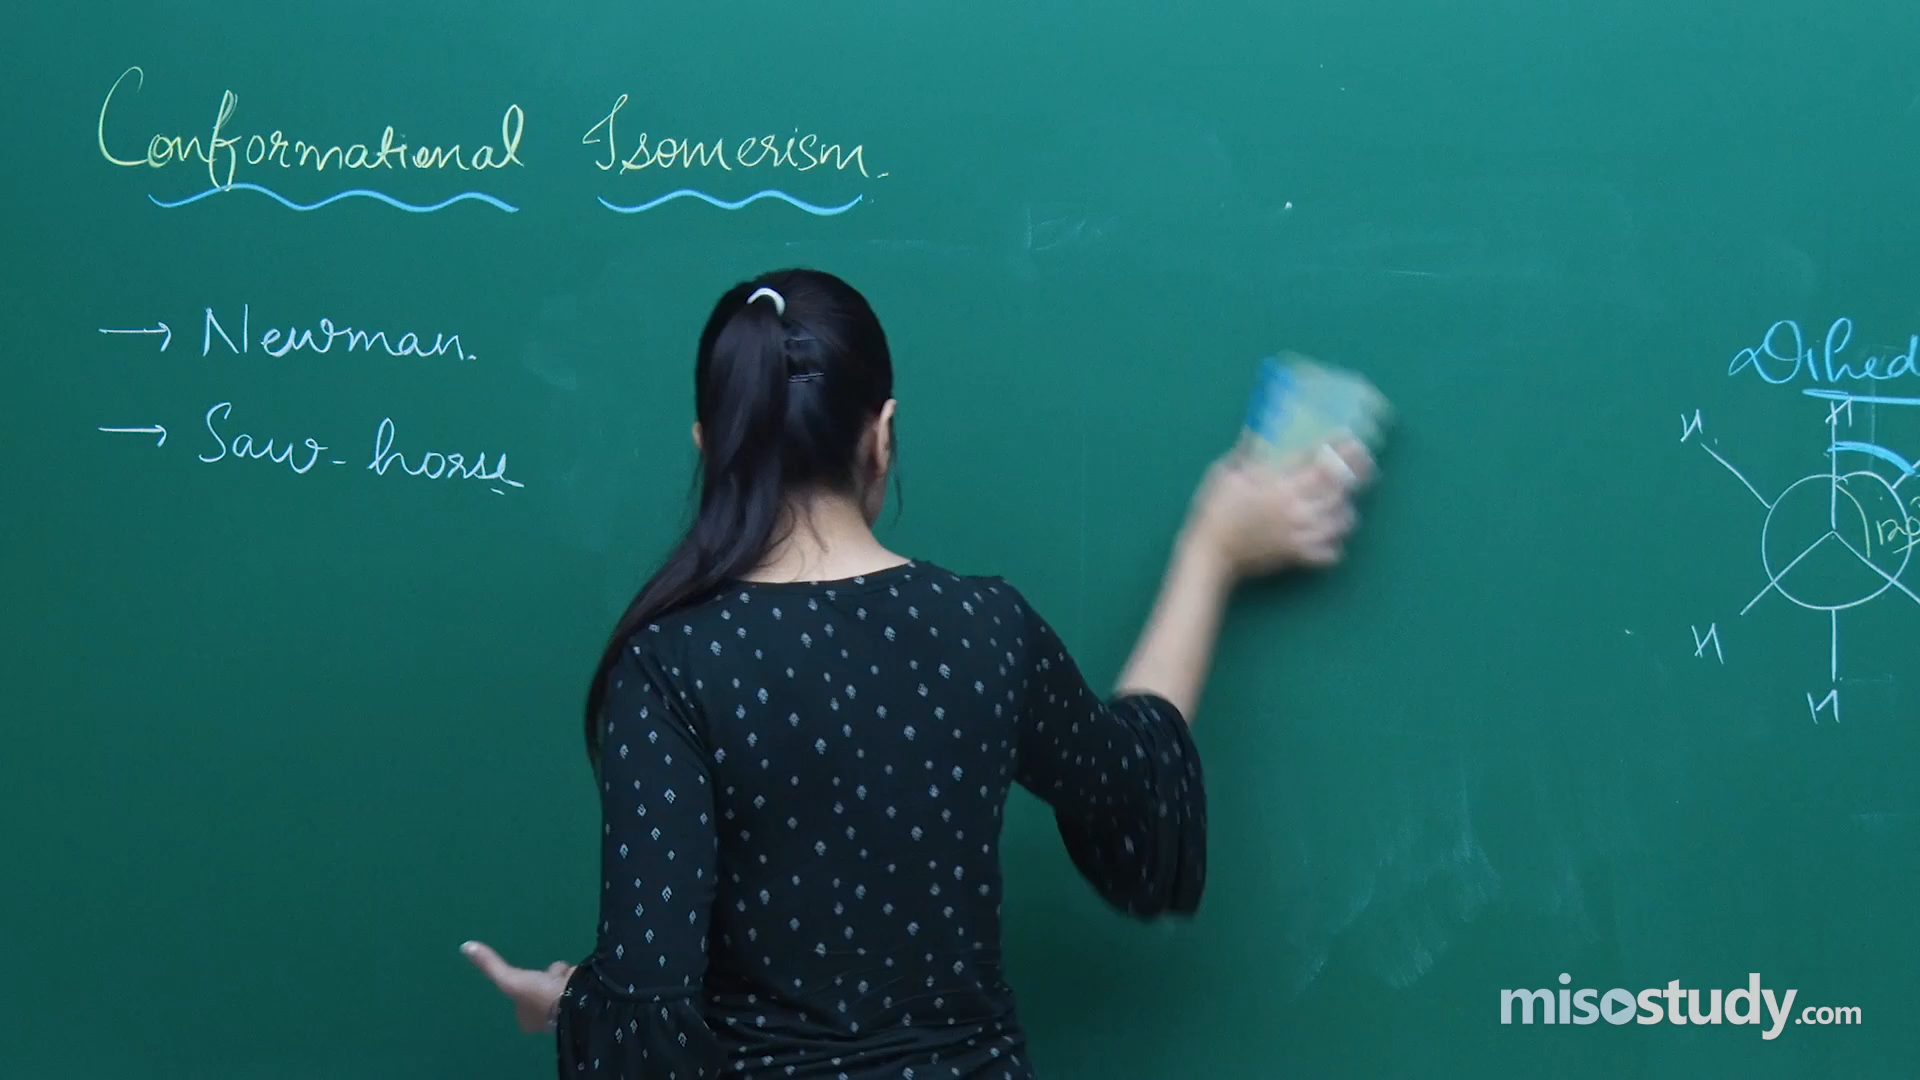 Conformational Isomerism.
→ Newman.
→ Saw-horse
Dihed
H
H
H
H
misostudy.com